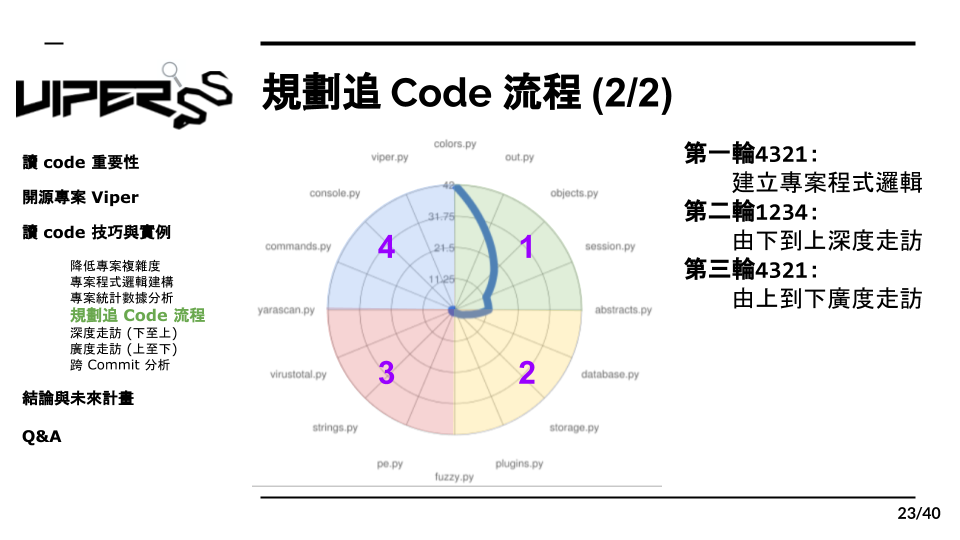 VIPER
規劃追 Code 流程 (2/2)
讀 code 重要性
開源專案 Viper
讀 code 技巧與實例
降低專案複雜度
專案程式邏輯建構
專案統計數據分析
規劃追 Code 流程
深度走訪 (下至上)
廣度走訪 (上至下)
跨 Commit 分析
結論與未來計畫
Q&A
colors.py
viper.py
out.py
console.py
objects.py
commands.py
session.py
yarascan.py
abstracts.py
virustotal.py
database.py
strings.py
storage.py
pe.py
plugins.py
fuzzy.py
31.75
21.5
11.25
4
1
3
2
第一輪4321:
建立專案程式邏輯
第二輪1234:
由下到上深度走訪
第三輪4321:
由上到下廣度走訪
23/40